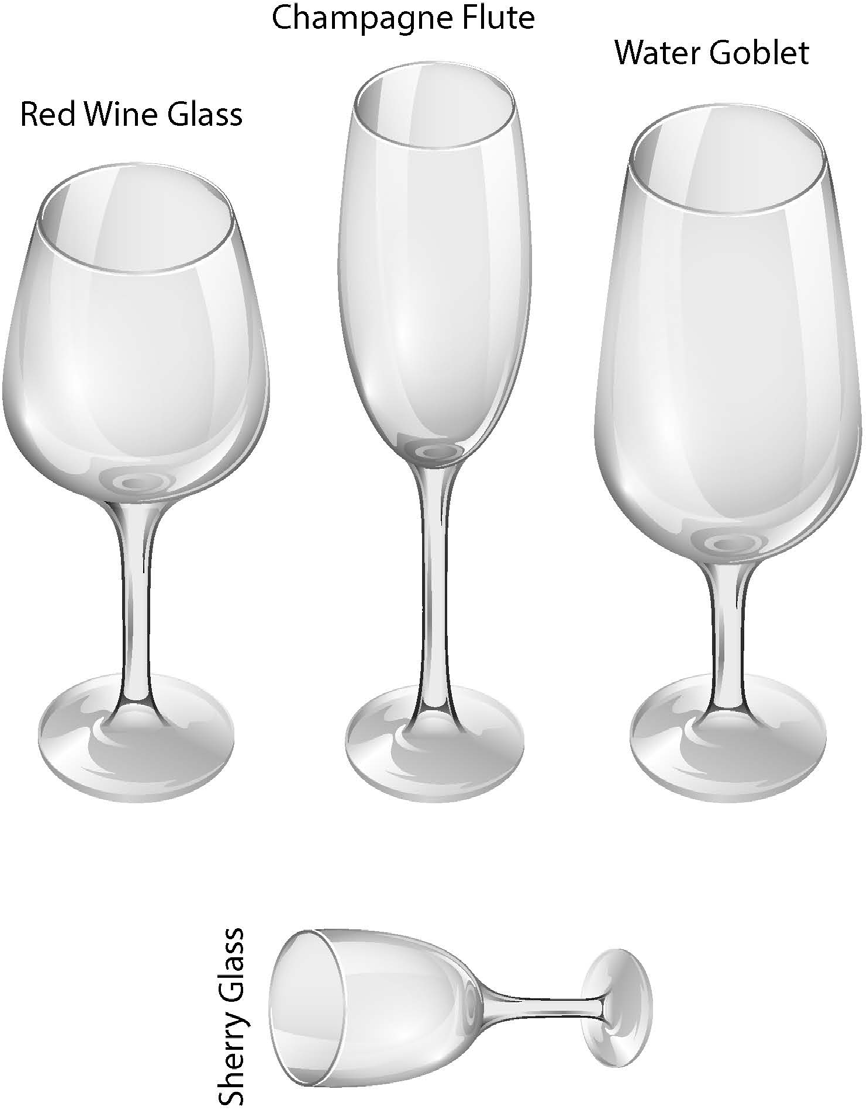 Champagne Flute
Water Goblet
Red Wine Glass
Sherry Glass